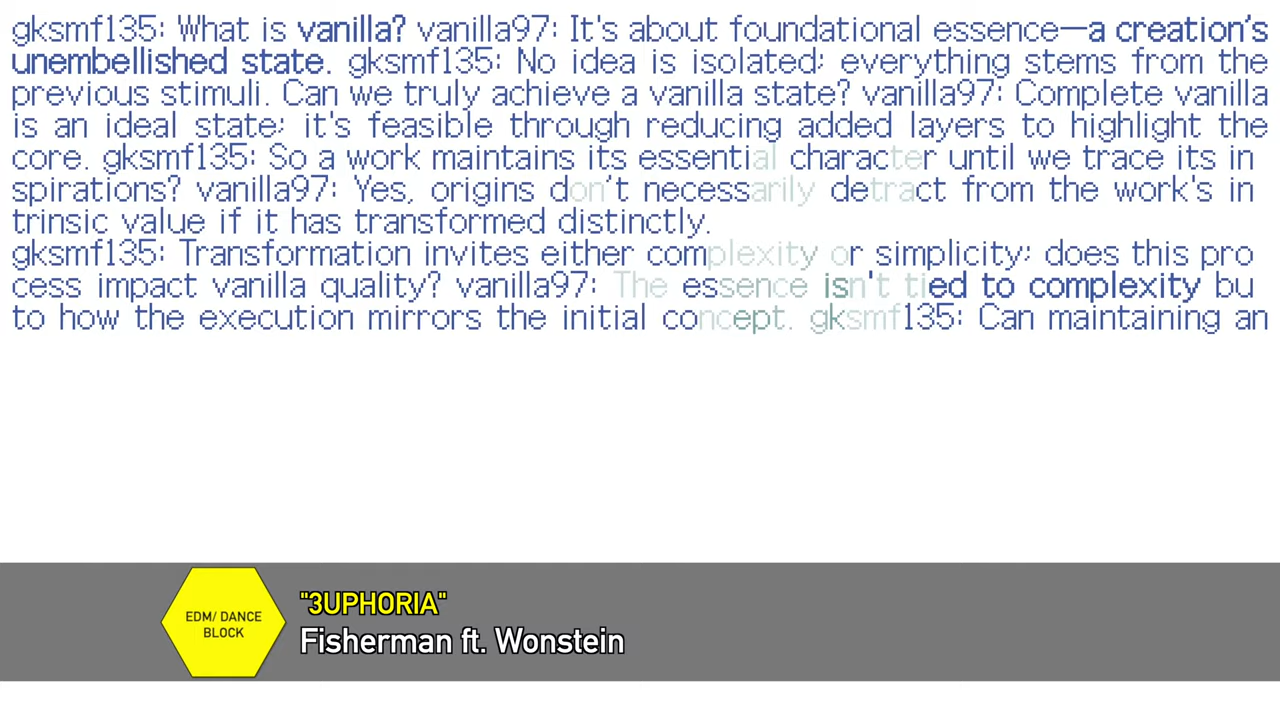 gksmf135: What is vanilla? vanilla97: It's about foundational essence—a creation's
unembellished state. gksmf135: No idea is isolated; everything stems from the
previous stimuli. Can we truly achieve a vanilla state? vanilla97: Complete vanilla
is an ideal state; it's feasible through reducing added layers to highlight the
core. gksmf135: So a work maintains its essential character until we trace its in
spirations? vanilla97: Yes, origins don't necessarily detract from the work's in
trinsic value if it has transformed distinctly.
gksmf135: Transformation invites either complexity or simplicity; does this pro
cess impact vanilla quality? vanilla97: The essence isn't tied to complexity bu
to how the execution mirrors the initial concept. gksmf135: Can maintaining an
EDM/ DANCE
BLOCK
"3UPHORIA"
Fisherman ft. Wonstein